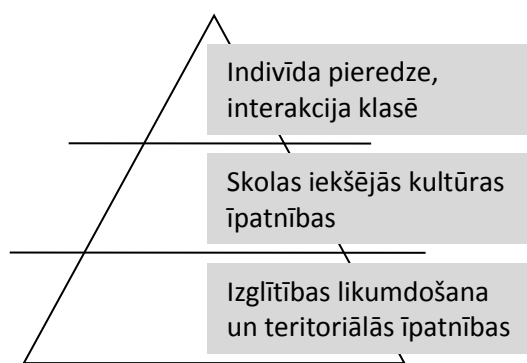 Indivīda pieredze,
interakcija klasē
Skolas iekšējās kultūras
īpatnības
Izglītības likumdošana
un teritoriālās īpatnības